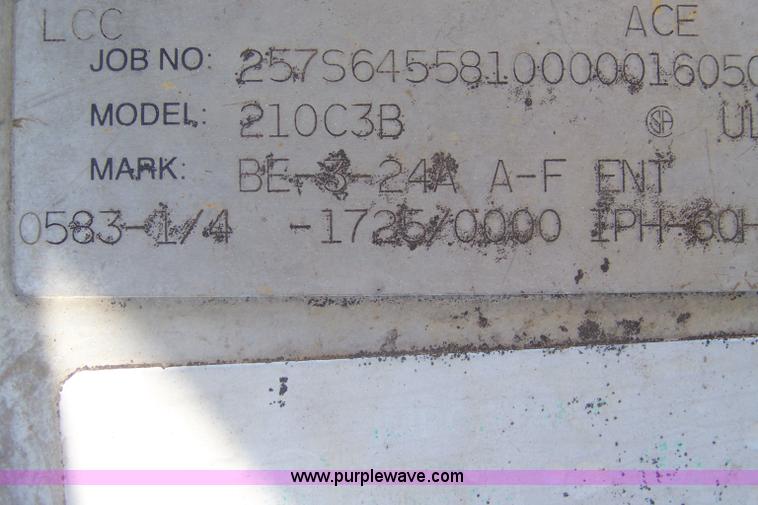 LCC ACE
JOB NO: 257S6455810000016050
MODEL: 210C3B SA UL
MARK: BE-3-24A A-F ENT
0583-1/4 -1725/0000 1PH-60H
www.purplewave.com